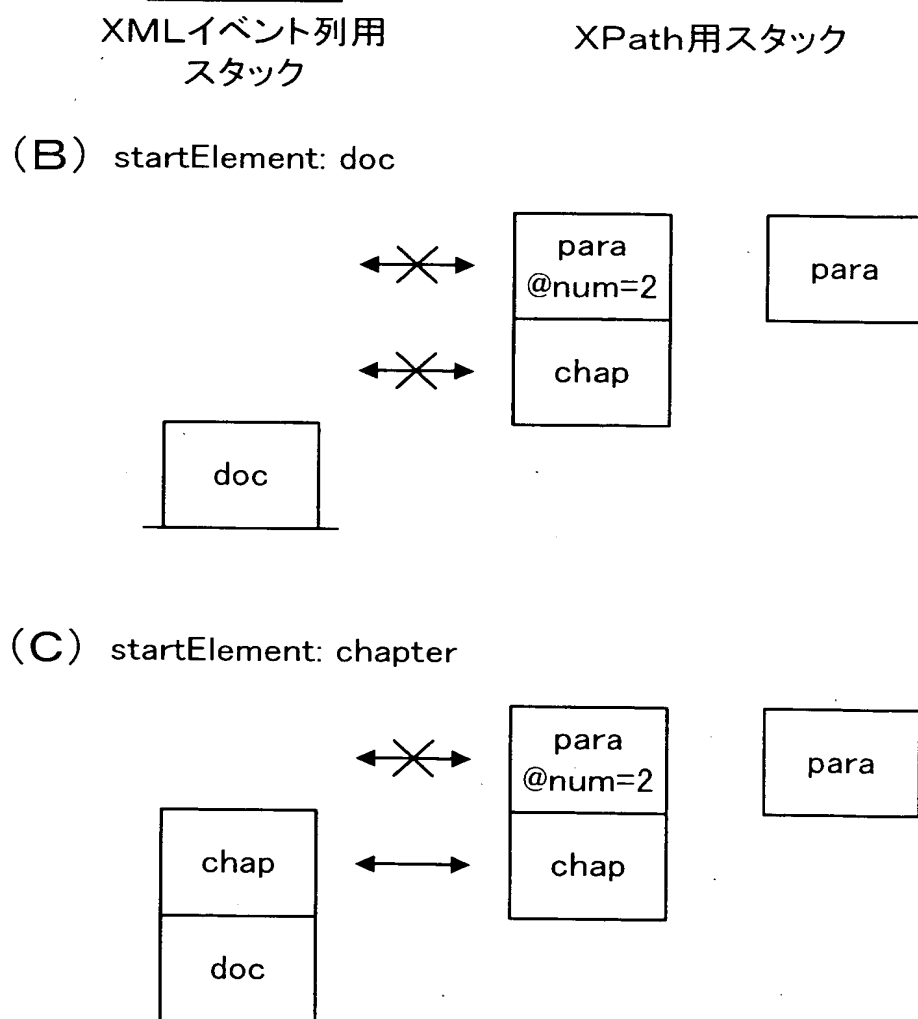 XMLイベント列用
スタック
XPath用スタック
(B) startElement: doc
para
@num=2
para
chap
doc
(C) startElement: chapter
para
@num=2
para
chap
chap
doc